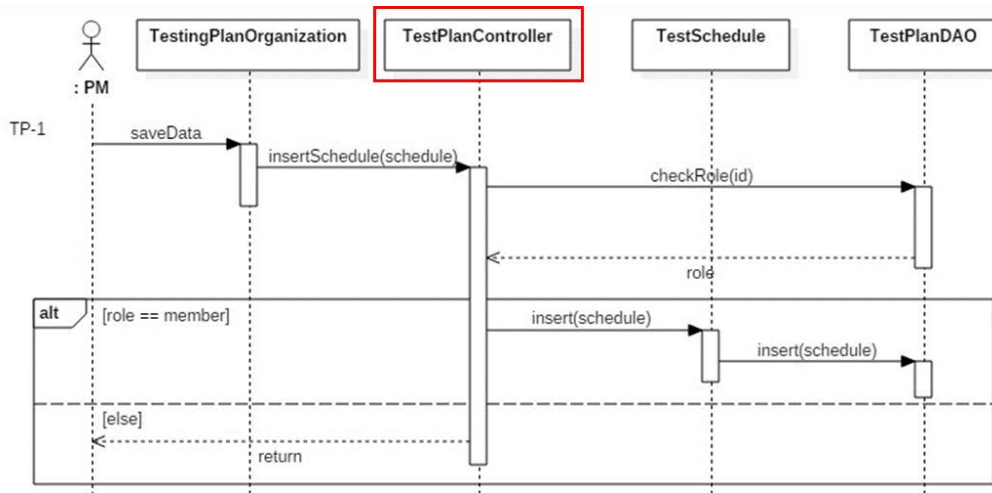 TestingPlanOrganization
TestPlanController
TestSchedule
TestPlanDAO
: PM
TP-1
saveData
insertSchedule(schedule)
checkRole(id)
role
alt
[role == member]
insert(schedule)
insert(schedule)
[else]
return